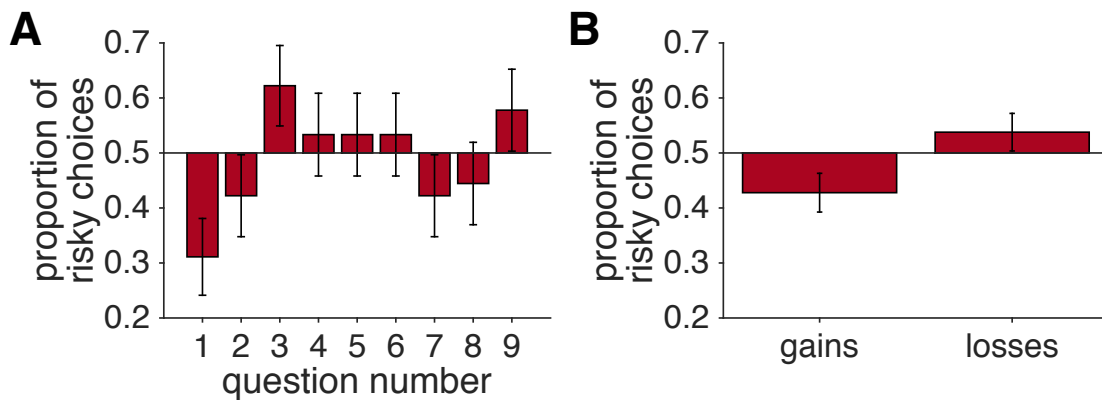 A
proportion of
risky choices
0.7
0.6
0.5
0.4
0.3
0.2
1 2 3 4 5 6 7 8 9
question number
B
proportion of
risky choices
0.7
0.6
0.5
0.4
0.3
0.2
gains losses